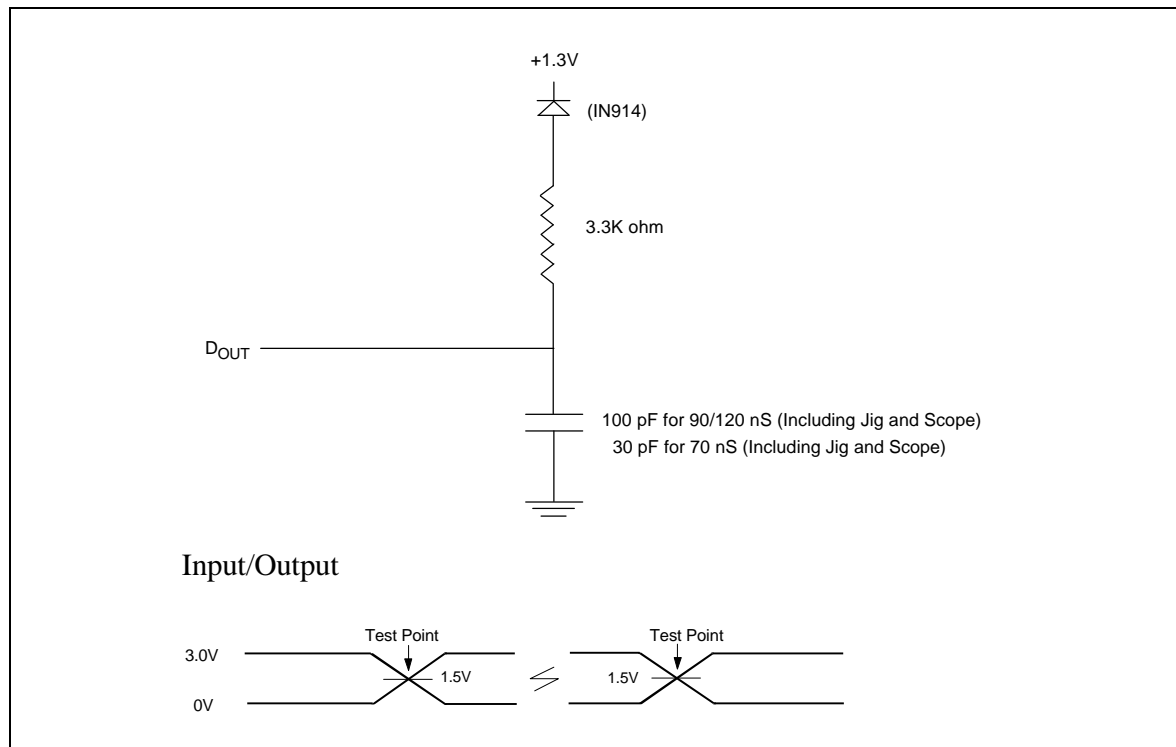 +1.3V
(IN914)
3.3K ohm
DOUT
100 pF for 90/120 nS (Including Jig and Scope)
30 pF for 70 nS (Including Jig and Scope)
Input/Output
Test Point
Test Point
3.0V
1.5V
1.5V
0V